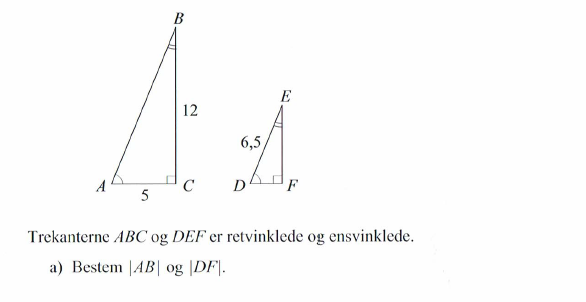 B
12
A
5
C
E
6,5
D
F
Trekanterne ABC og DEF er retvinklede og ensvinklede.
a) Bestem |AB| og |DF|.